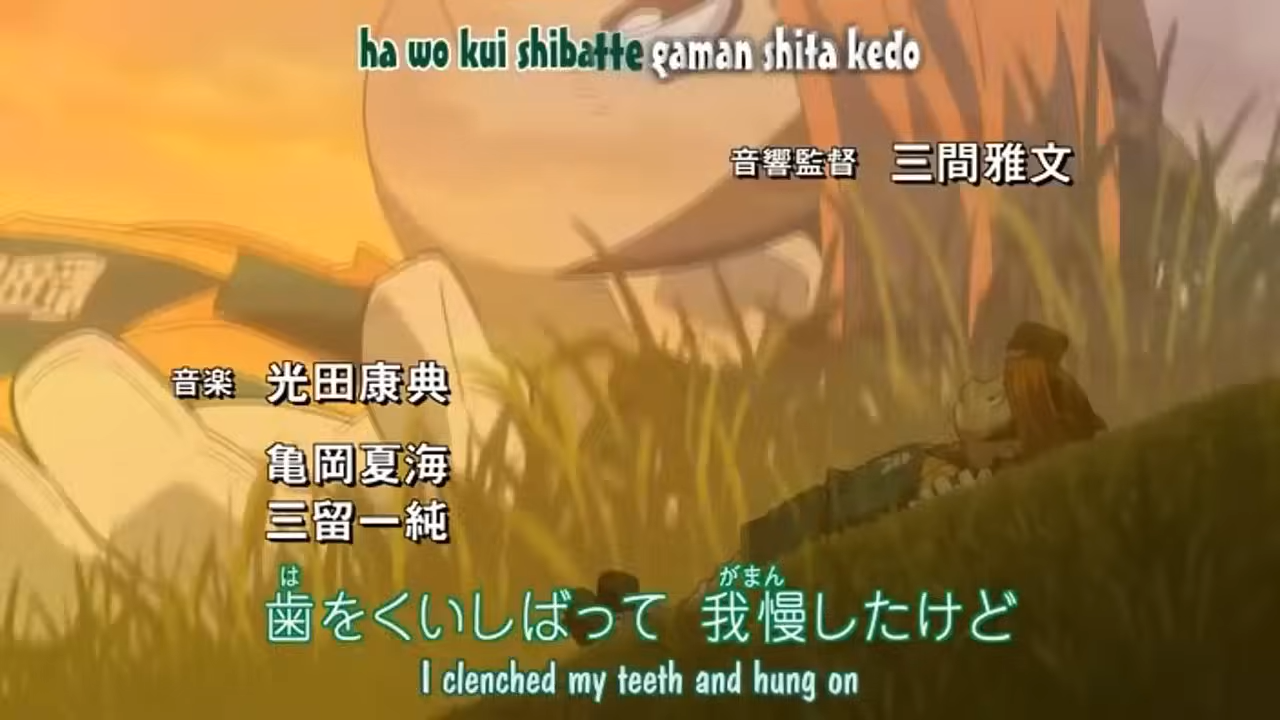 ha wo kui shibatte gaman shita kedo
音響監督 三間雅文
音楽 光田康典
亀岡夏海
三留一純
は がまん
歯をくいしばって 我慢したけど
I clenched my teeth and hung on